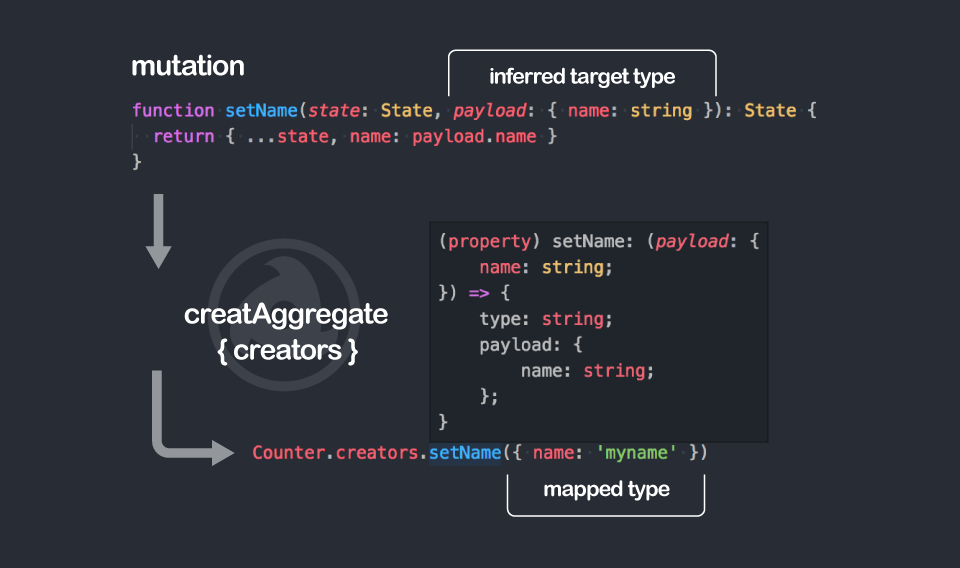 mutation
inferred target type
function setName(state: State, payload: { name: string }): State {
return { ...state, name: payload.name }
}
(property) setName: (payload: {
name: string;
}) => {
type: string;
payload: {
name: string;
};
}
creatAggregate
{ creators }
Counter.creators.setName({ name: 'myname' })
mapped type